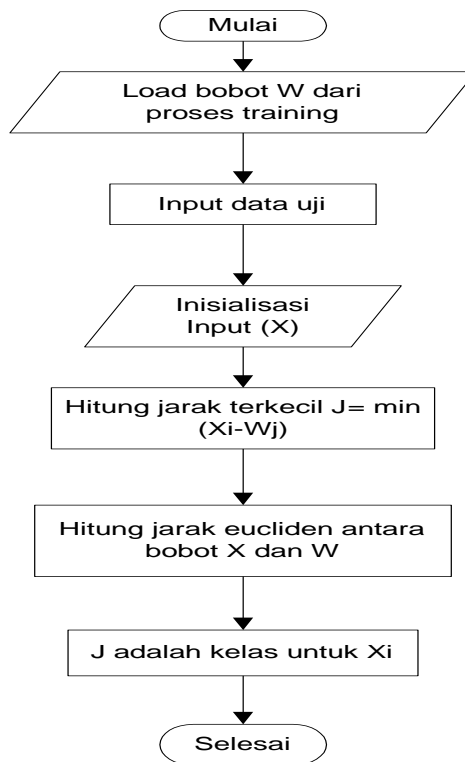 Mulai
Load bobot W dari
proses training
Input data uji
Inisialisasi
Input (X)
Hitung jarak terkecil J= min
(Xi-Wj)
Hitung jarak eucliden antara
bobot X dan W
J adalah kelas untuk Xi
Selesai